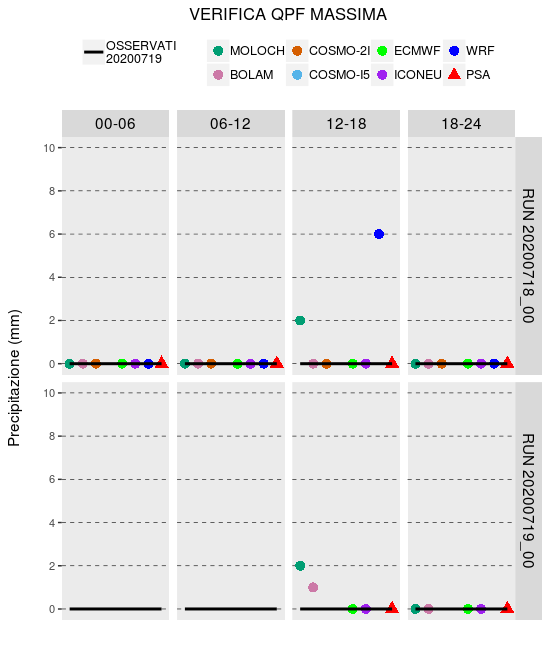 VERIFICA QPF MASSIMA
OSSERVATI
20200719
MOLOCH COSMO-2I ECMWF WRF
BOLAM COSMO-I5 ICONEU PSA
00-06 06-12 12-18 18-24
10
8
6
4
2
0
RUN 20200718_00
Precipitazione (mm)
10
8
6
4
2
0
RUN 20200719_00